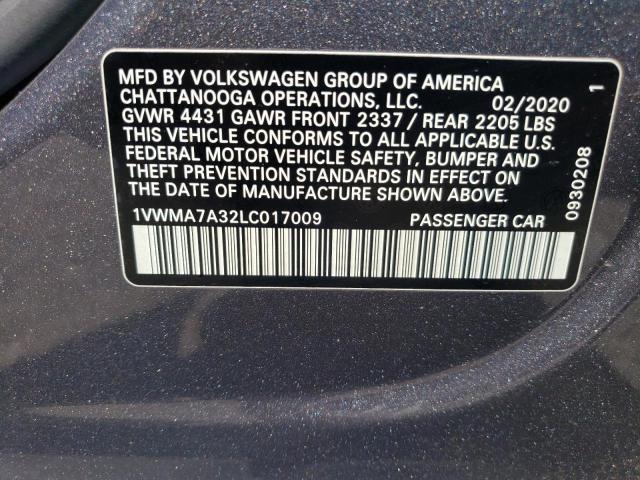 MFD BY VOLKSWAGEN GROUP OF AMERICA
CHATTANOOGA OPERATIONS, LLC. 02/2020
GVWR 4431 GAWR FRONT 2337 / REAR 2205 LBS
THIS VEHICLE CONFORMS TO ALL APPLICABLE U.S.
FEDERAL MOTOR VEHICLE SAFETY, BUMPER AND
THEFT PREVENTION STANDARDS IN EFFECT ON
THE DATE OF MANUFACTURE SHOWN ABOVE.
1VWMA7A32LC017009 PASSENGER CAR
0930208
1